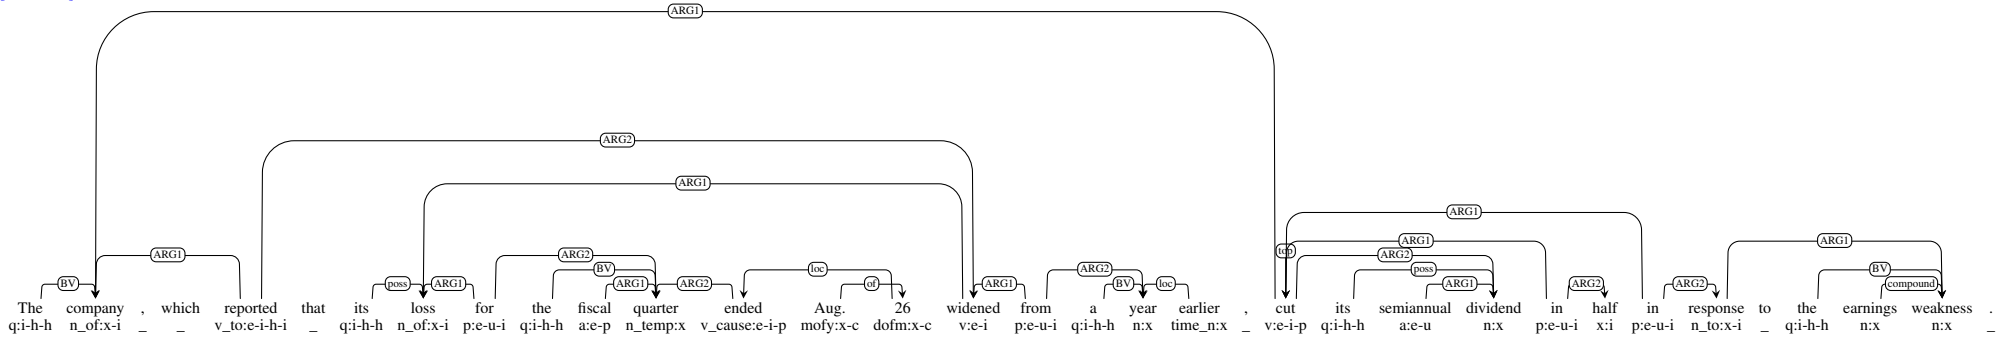 ARG1
ARG2
ARG1
ARG1
top
ARG1
ARG1
ARG2
ARG2
ARG1
BV
loc
ARG2
poss
BV
BV
poss
ARG1
ARG1
ARG2
of
ARG1
BV
loc
ARG1
ARG2
ARG2
compound
The company , which reported that its loss for the fiscal quarter ended Aug. 26 widened from a year earlier , cut its semiannual dividend in half in response to the earnings weakness .
q:i-h-h n_of:x-i _ _ v_to:e-i-h-i _ q:i-h-h n_of:x-i p:e-u-i q:i-h-h a:e-p n_temp:x v_cause:e-i-p mofy:x-c dofm:x-c v:e-i p:e-u-i q:i-h-h n:x time_n:x _ v:e-i-p q:i-h-h a:e-u n:x p:e-u-i x:i p:e-u-i n_to:x-i _ q:i-h-h n:x n:x _